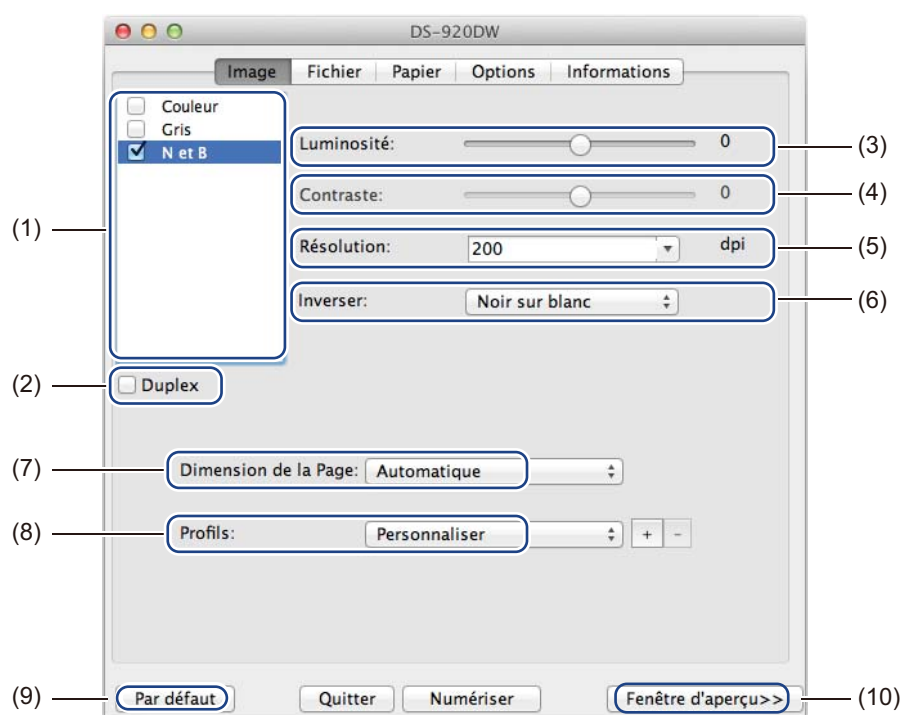 DS-920DW
Image Fichier Papier Options Informations
Couleur
Gris
N et B
(1)
Luminosité: 0 (3)
Contraste: 0 (4)
Résolution: 200 dpi (5)
Inverser: Noir sur blanc (6)
(2) Duplex
(7) Dimension de la Page: Automatique
(8) Profils: Personnaliser + -
(9) Par défaut Quitter Numériser Fenêtre d'aperçu>> (10)